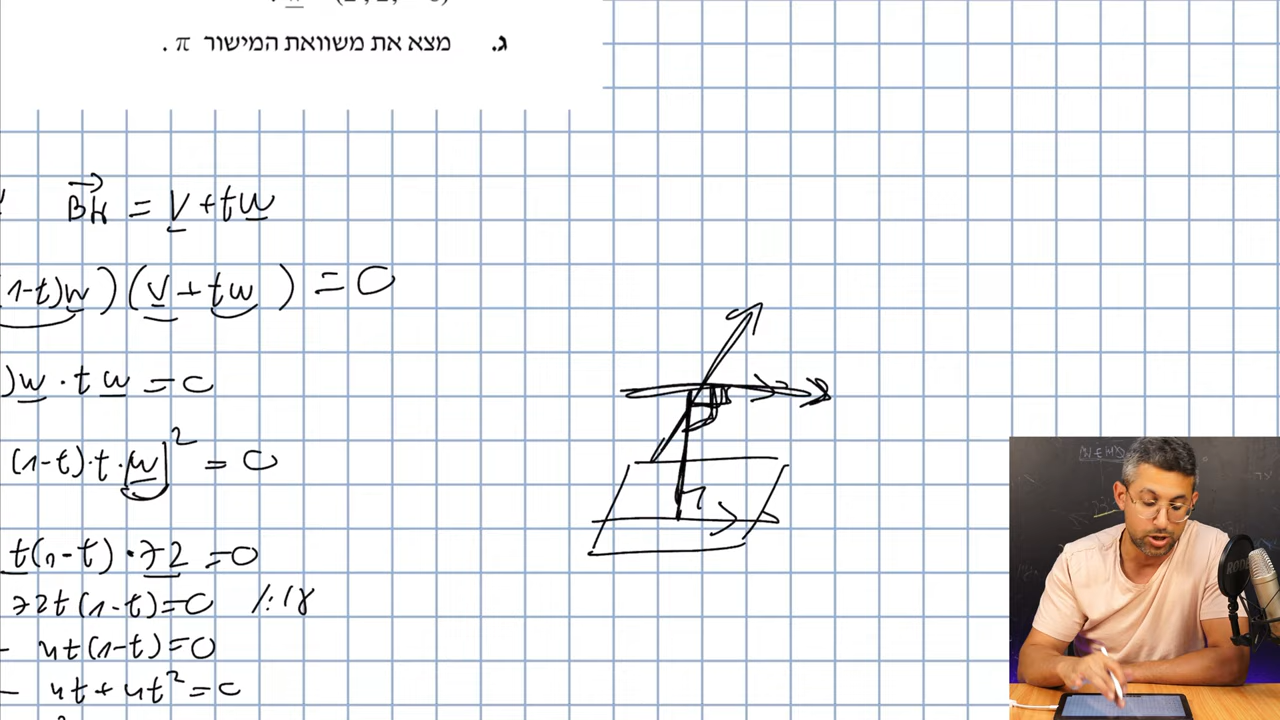 ג. מצא את משוואת המישור π .
BH = V + tw
1-t)w)(v + tw) = 0
)w · tw = 0
(1-t)·t·|w|² = 0
t(1-t)·72 = 0
72t(1-t) = 0 /:18
4t(1-t) = 0
- 4t + 4t² = 0